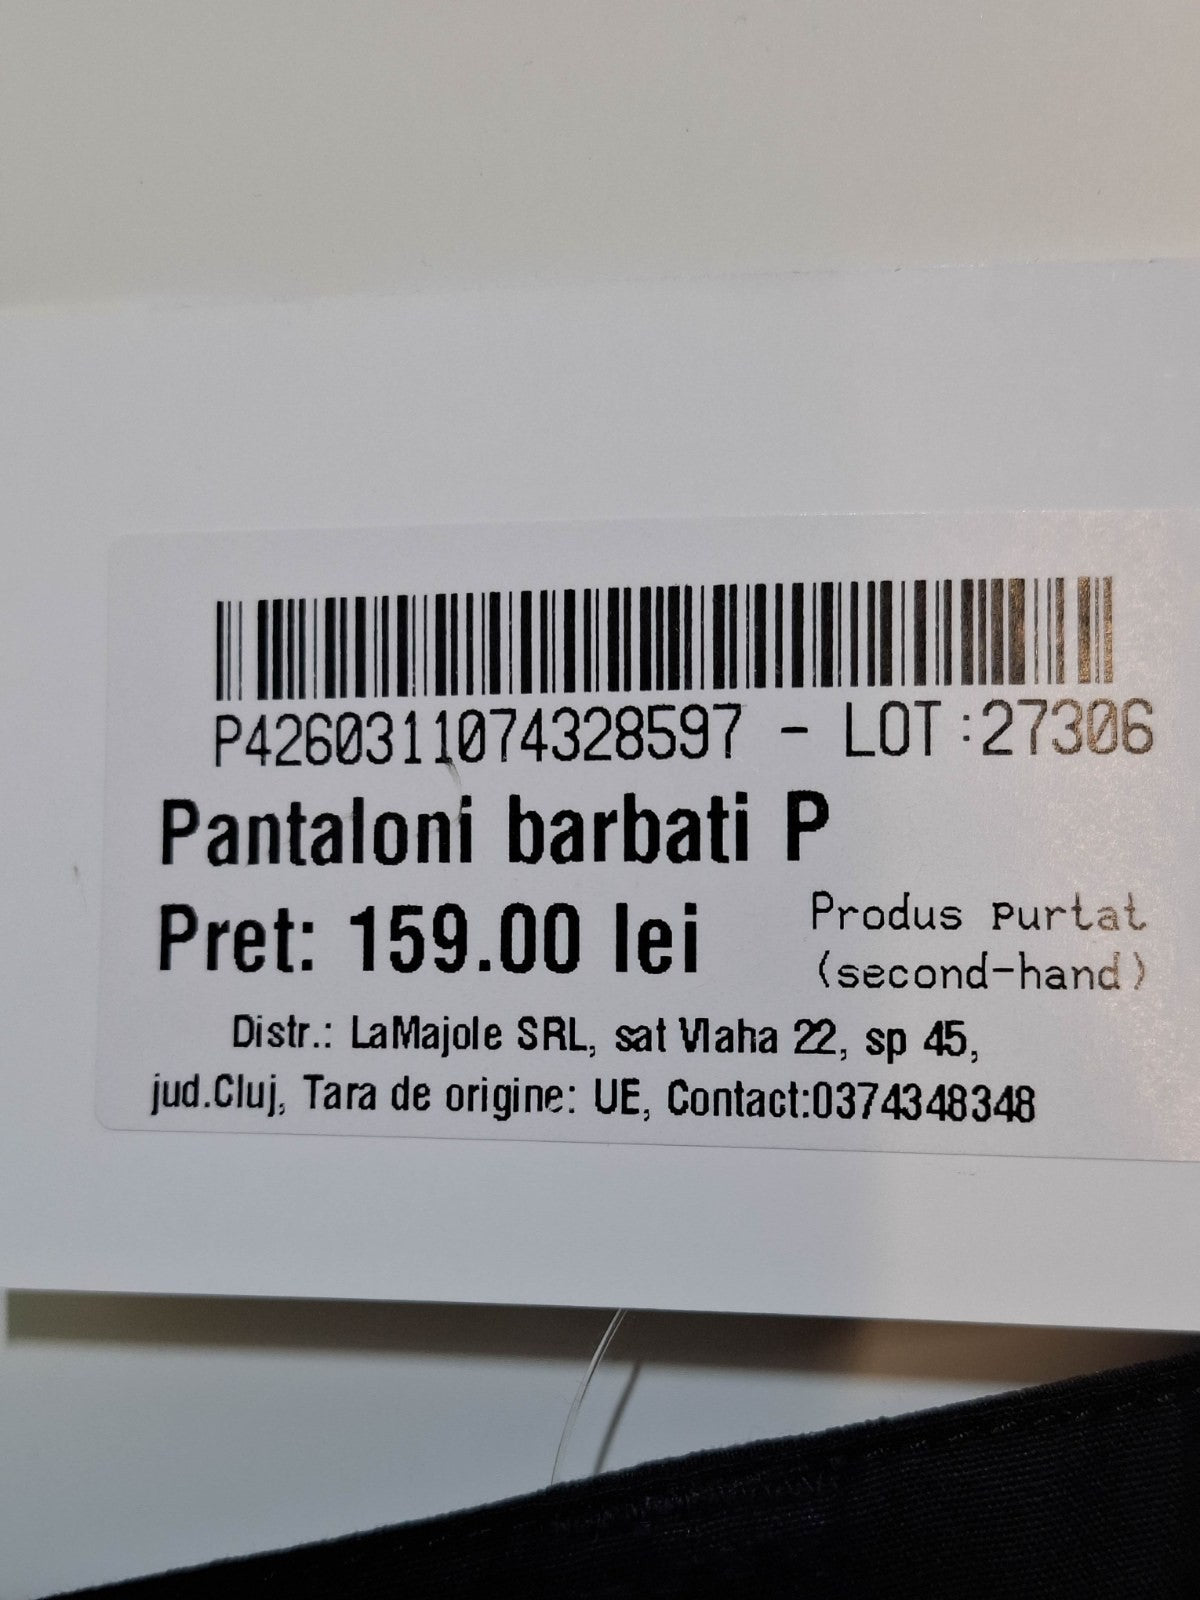 P4260311074328597 - LOT:27306
Pantaloni barbati P
Pret: 159.00 lei
Produs purtat
(second-hand)
Distr.: LaMajole SRL, sat Vlaha 22, sp 45,
jud.Cluj, Tara de origine: UE, Contact:0374348348